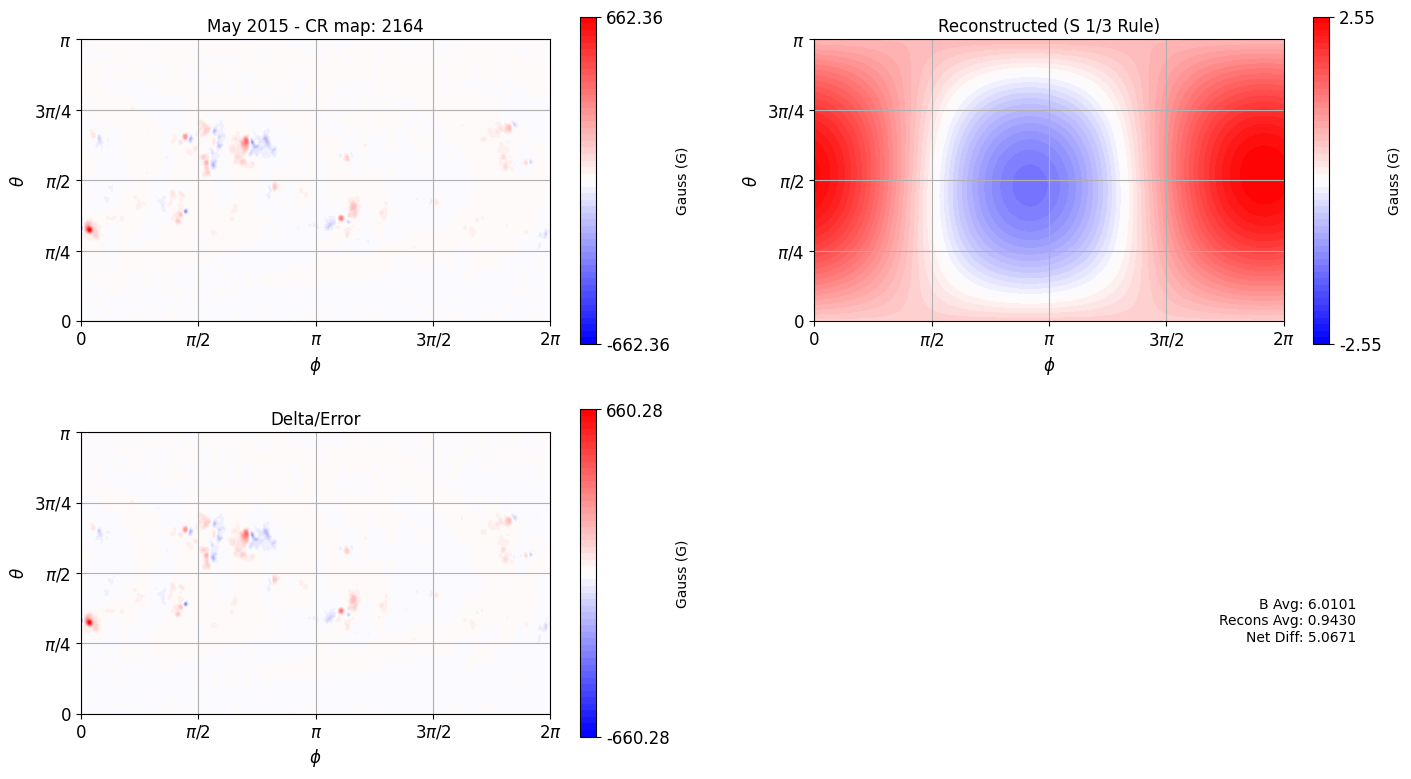 May 2015 - CR map: 2164
π
3π/4
π/2
π/4
0
θ
0
π/2
π
3π/2
2π
ϕ
662.36
-662.36
Gauss (G)
Reconstructed (S 1/3 Rule)
π
3π/4
π/2
π/4
0
θ
0
π/2
π
3π/2
2π
ϕ
2.55
-2.55
Gauss (G)
Delta/Error
π
3π/4
π/2
π/4
0
θ
0
π/2
π
3π/2
2π
ϕ
660.28
-660.28
Gauss (G)
B Avg: 6.0101
Recons Avg: 0.9430
Net Diff: 5.0671